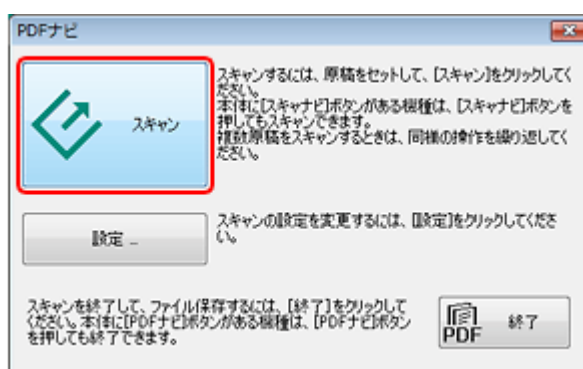 PDFナビ
スキャン
スキャンするには、原稿をセットして、[スキャン]をクリックしてく
ださい。
本体に[スキャナビ]ボタンがある機種は、[スキャナビ]ボタンを
押してもスキャンできます。
複数原稿をスキャンするときは、同様の操作を繰り返してく
ださい。
設定 ...
スキャンの設定を変更するには、[設定]をクリックしてくださ
い。
スキャンを終了して、ファイル保存するには、[終了]をクリックして
ください。本体に[PDFナビ]ボタンがある機種は、[PDFナビ]ボタン
を押しても終了できます。
PDF
終了